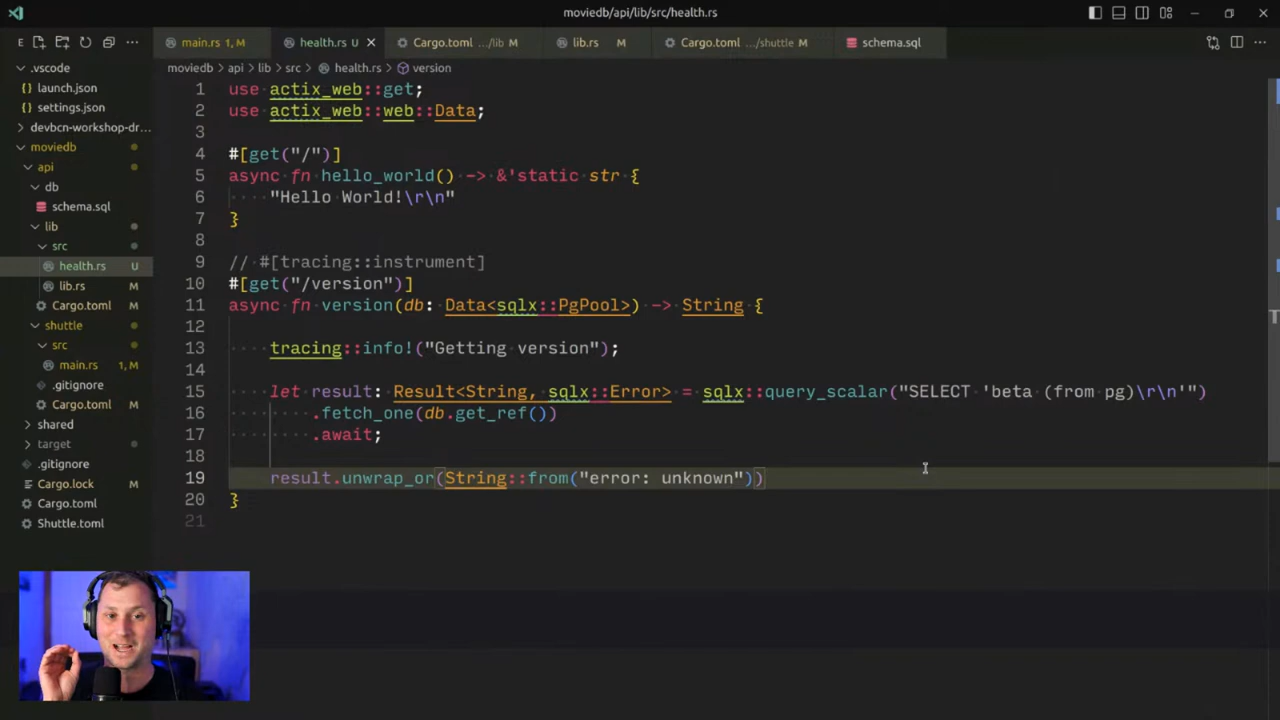 moviedb/api/lib/src/health.rs
E
main.rs 1, M
health.rs U
Cargo.toml .../lib M
lib.rs M
Cargo.toml .../shuttle M
schema.sql
moviedb > api > lib > src > health.rs > version
.vscode
launch.json
settings.json
devbcn-workshop-dr...
moviedb
api
db
schema.sql
lib
src
health.rs U
lib.rs M
Cargo.toml M
shuttle
src
main.rs 1, M
.gitignore
Cargo.toml M
shared
target
.gitignore
Cargo.lock M
Cargo.toml
Shuttle.toml
1 use actix_web::get;
2 use actix_web::web::Data;
3
4 #[get("/")]
5 async fn hello_world() -> &'static str {
6 "Hello World!\r\n"
7 }
8
9 // #[tracing::instrument]
10 #[get("/version")]
11 async fn version(db: Data<sqlx::PgPool>) -> String {
12
13 tracing::info!("Getting version");
14
15 let result: Result<String, sqlx::Error> = sqlx::query_scalar("SELECT 'beta (from pg)\r\n'")
16 .fetch_one(db.get_ref())
17 .await;
18
19 result.unwrap_or(String::from("error: unknown"))
20 }
21